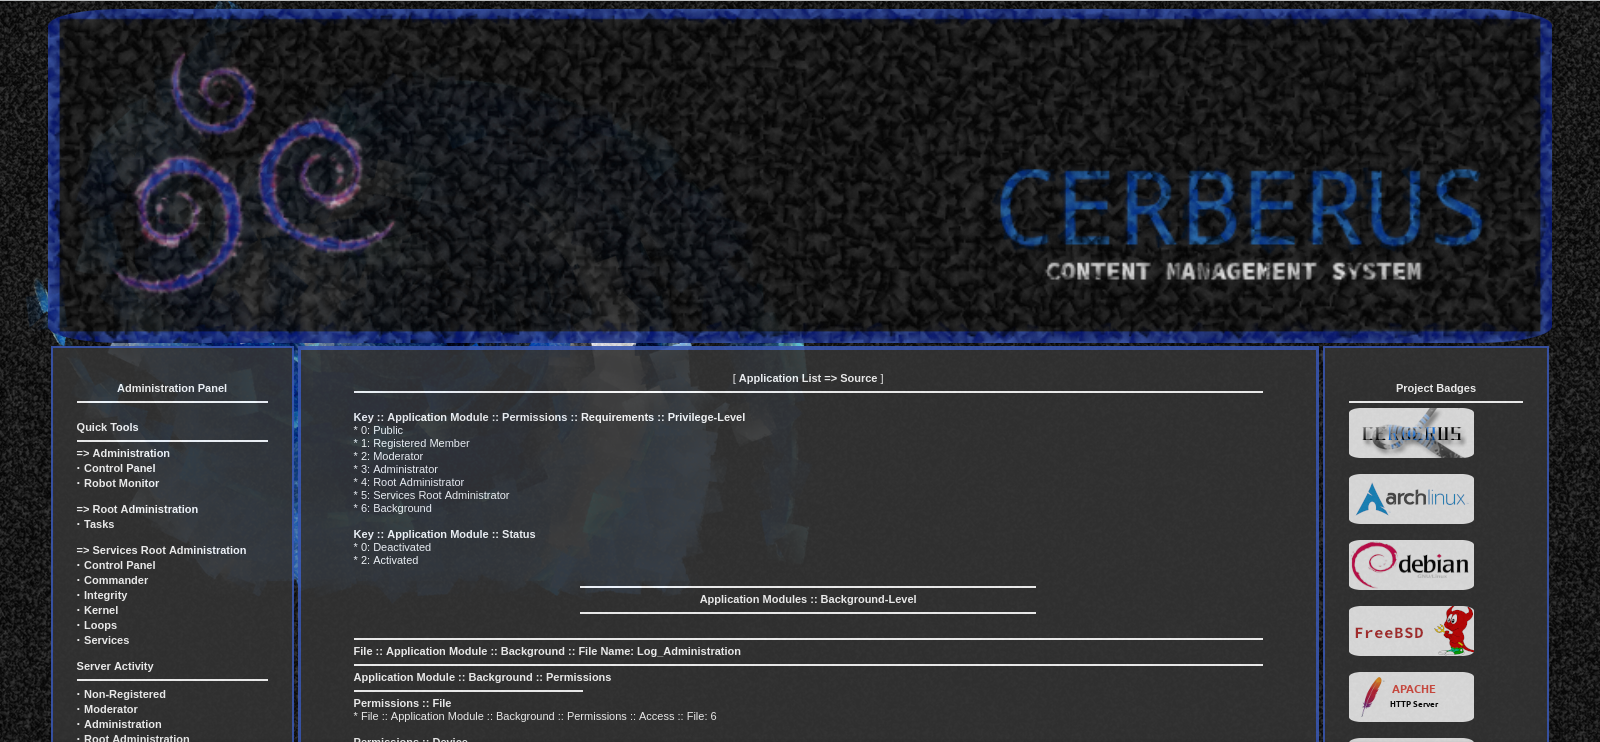 CERBERUS
CONTENT MANAGEMENT SYSTEM
Administration Panel
Quick Tools
=> Administration
· Control Panel
· Robot Monitor
=> Root Administration
· Tasks
=> Services Root Administration
· Control Panel
· Commander
· Integrity
· Kernel
· Loops
· Services
Server Activity
· Non-Registered
· Moderator
· Administration
· Root Administration
[ Application List => Source ]
Key :: Application Module :: Permissions :: Requirements :: Privilege-Level
* 0: Public
* 1: Registered Member
* 2: Moderator
* 3: Administrator
* 4: Root Administrator
* 5: Services Root Administrator
* 6: Background
Key :: Application Module :: Status
* 0: Deactivated
* 2: Activated
Application Modules :: Background-Level
File :: Application Module :: Background :: File Name: Log_Administration
Application Module :: Background :: Permissions
Permissions :: File
* File :: Application Module :: Background :: Permissions :: Access :: File: 6
Permissions :: Device
Project Badges
CERBERUS
archlinux
debian
FreeBSD
APACHE
HTTP Server